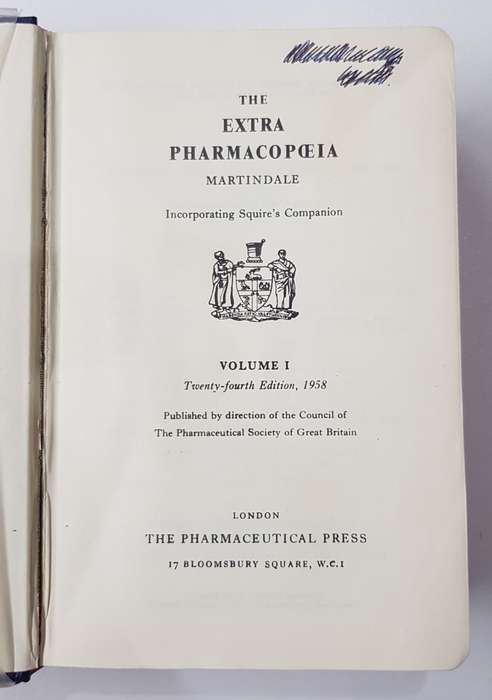 THE
EXTRA
PHARMACOPŒIA
MARTINDALE
Incorporating Squire's Companion
VOLUME I
Twenty-fourth Edition, 1958
Published by direction of the Council of
The Pharmaceutical Society of Great Britain
LONDON
THE PHARMACEUTICAL PRESS
17 BLOOMSBURY SQUARE, W.C.1